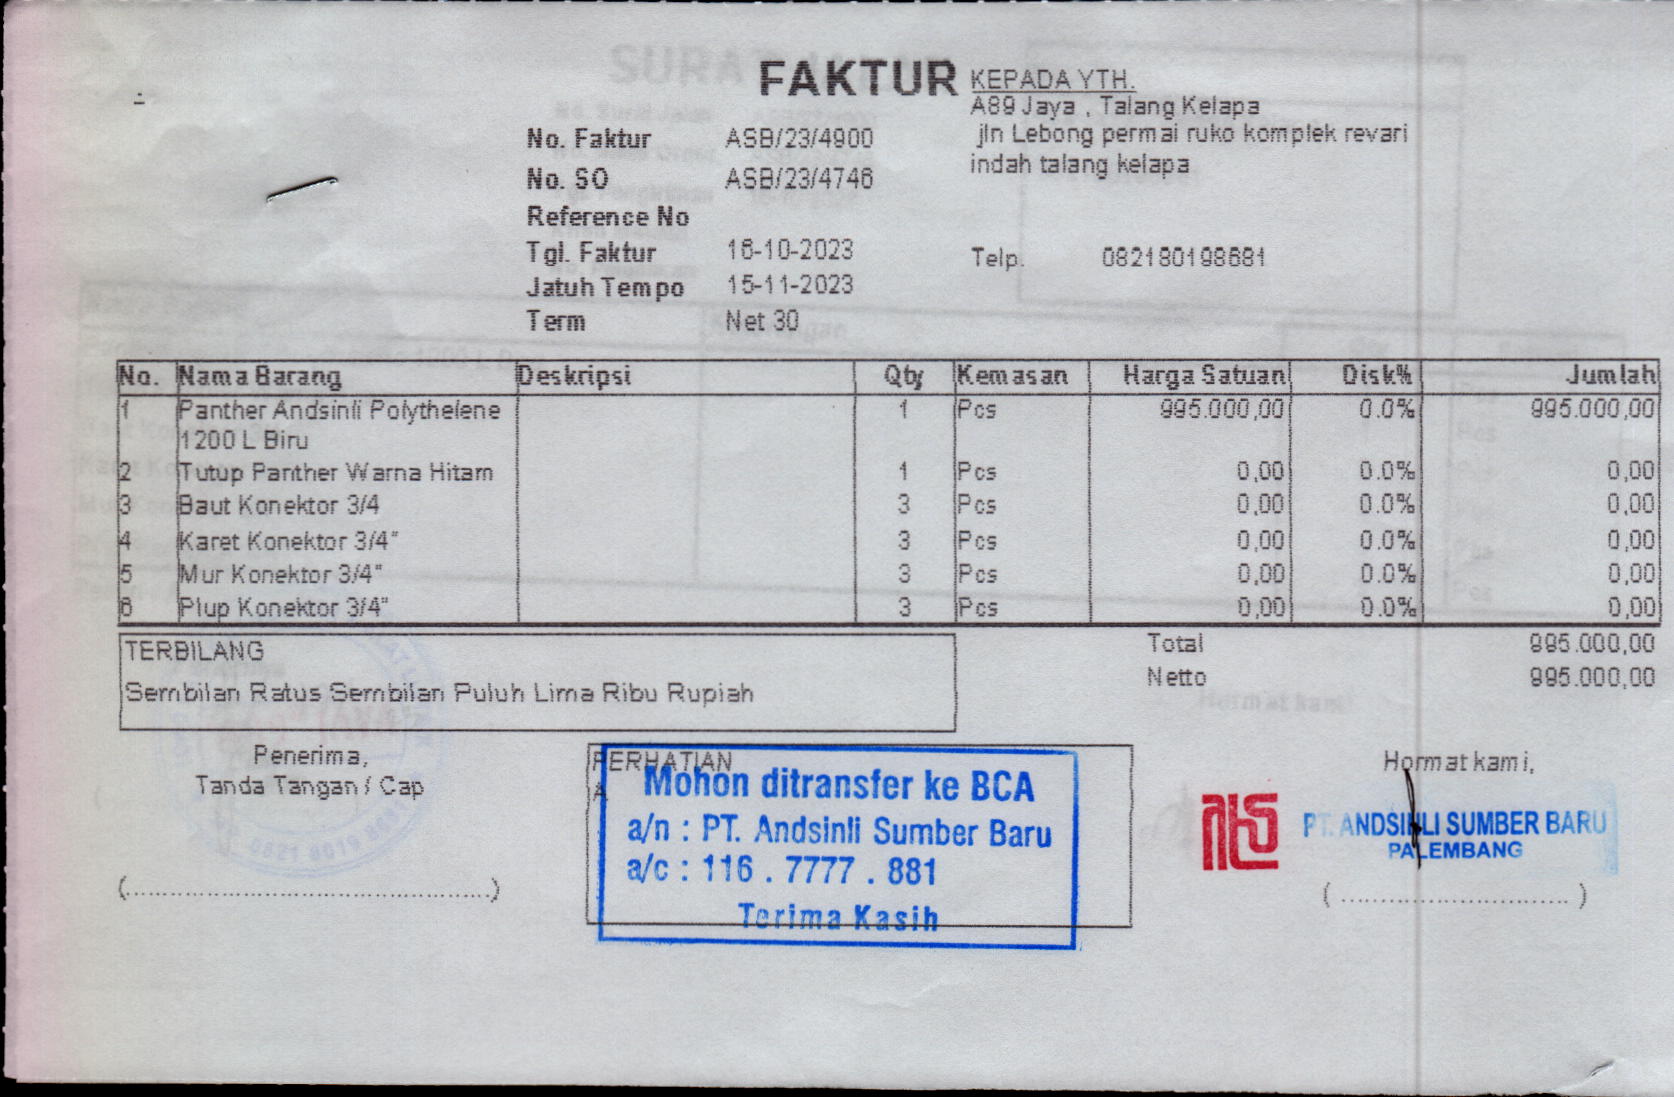 FAKTUR
KEPADA YTH.
A89 Jaya , Talang Kelapa
jln Lebong permai ruko komplek revari
indah talang kelapa
No. Faktur ASB/23/4900
No. SO ASB/23/4746
Reference No
Tgl. Faktur 16-10-2023
Telp. 082180198681
Jatuh Tempo 15-11-2023
Term Net 30
No. Nama Barang Deskripsi Qty Kemasan Harga Satuan Disk% Jumlah
1 Panther Andsinli Polythelene 1 Pcs 995.000,00 0.0% 995.000,00
1200 L Biru
2 Tutup Panther Warna Hitam 1 Pcs 0,00 0.0% 0,00
3 Baut Konektor 3/4 3 Pcs 0,00 0.0% 0,00
4 Karet Konektor 3/4" 3 Pcs 0,00 0.0% 0,00
5 Mur Konektor 3/4" 3 Pcs 0,00 0.0% 0,00
6 Plup Konektor 3/4" 3 Pcs 0,00 0.0% 0,00
TERBILANG
Sembilan Ratus Sembilan Puluh Lima Ribu Rupiah
Total 995.000,00
Netto 995.000,00
Penerima,
Tanda Tangan / Cap
(..........................................)
PERHATIAN
Mohon ditransfer ke BCA
a/n : PT. Andsinli Sumber Baru
a/c : 116 . 7777 . 881
Terima Kasih
Hormat kami,
PT. ANDSINLI SUMBER BARU
PALEMBANG
( ............................ )